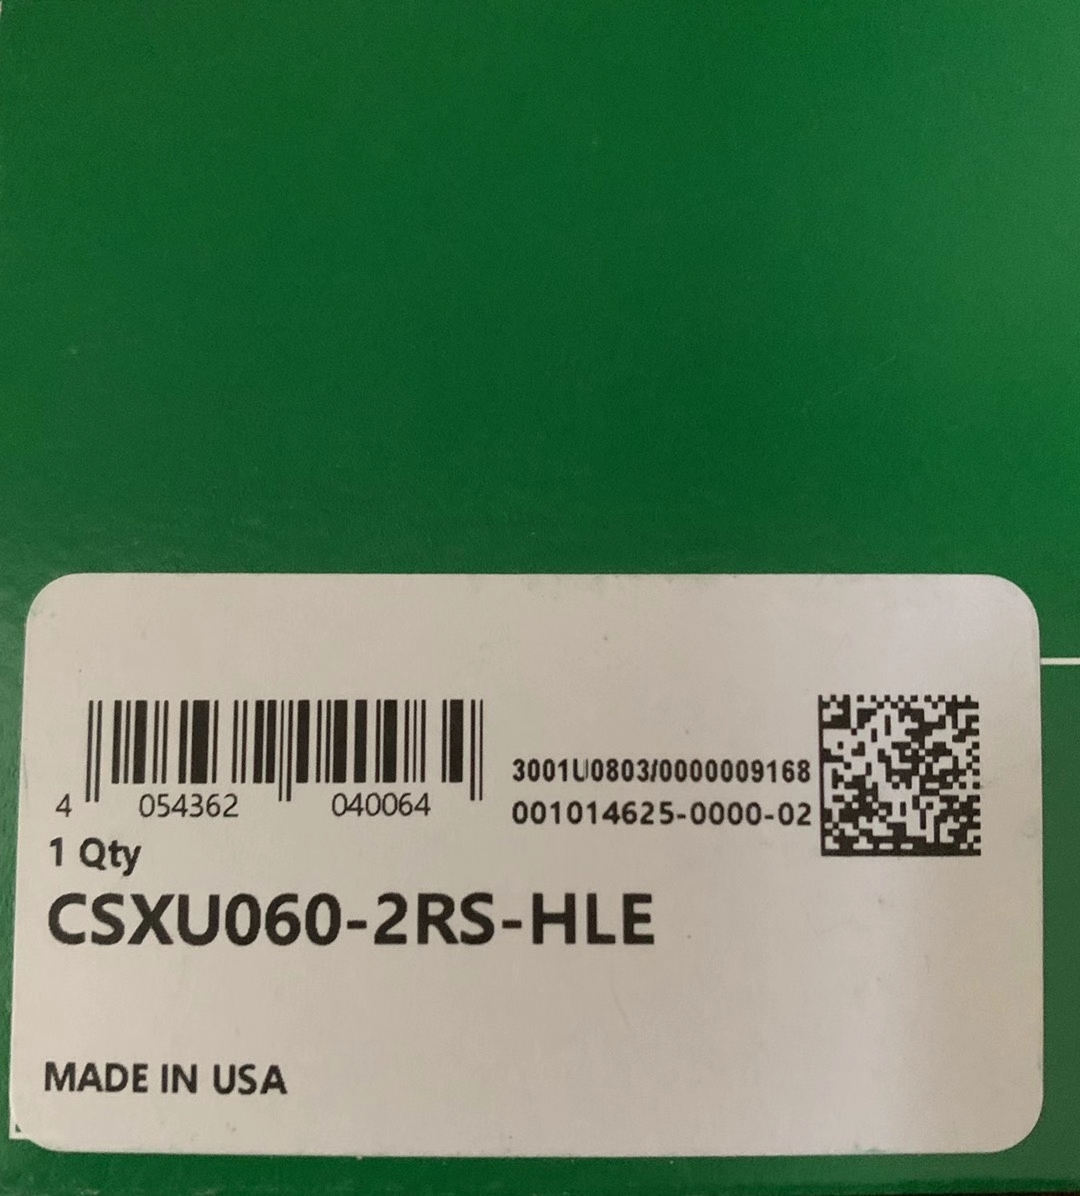 3001U0803/0000009168
4 054362 040064
001014625-0000-02
1 Qty
CSXU060-2RS-HLE
MADE IN USA